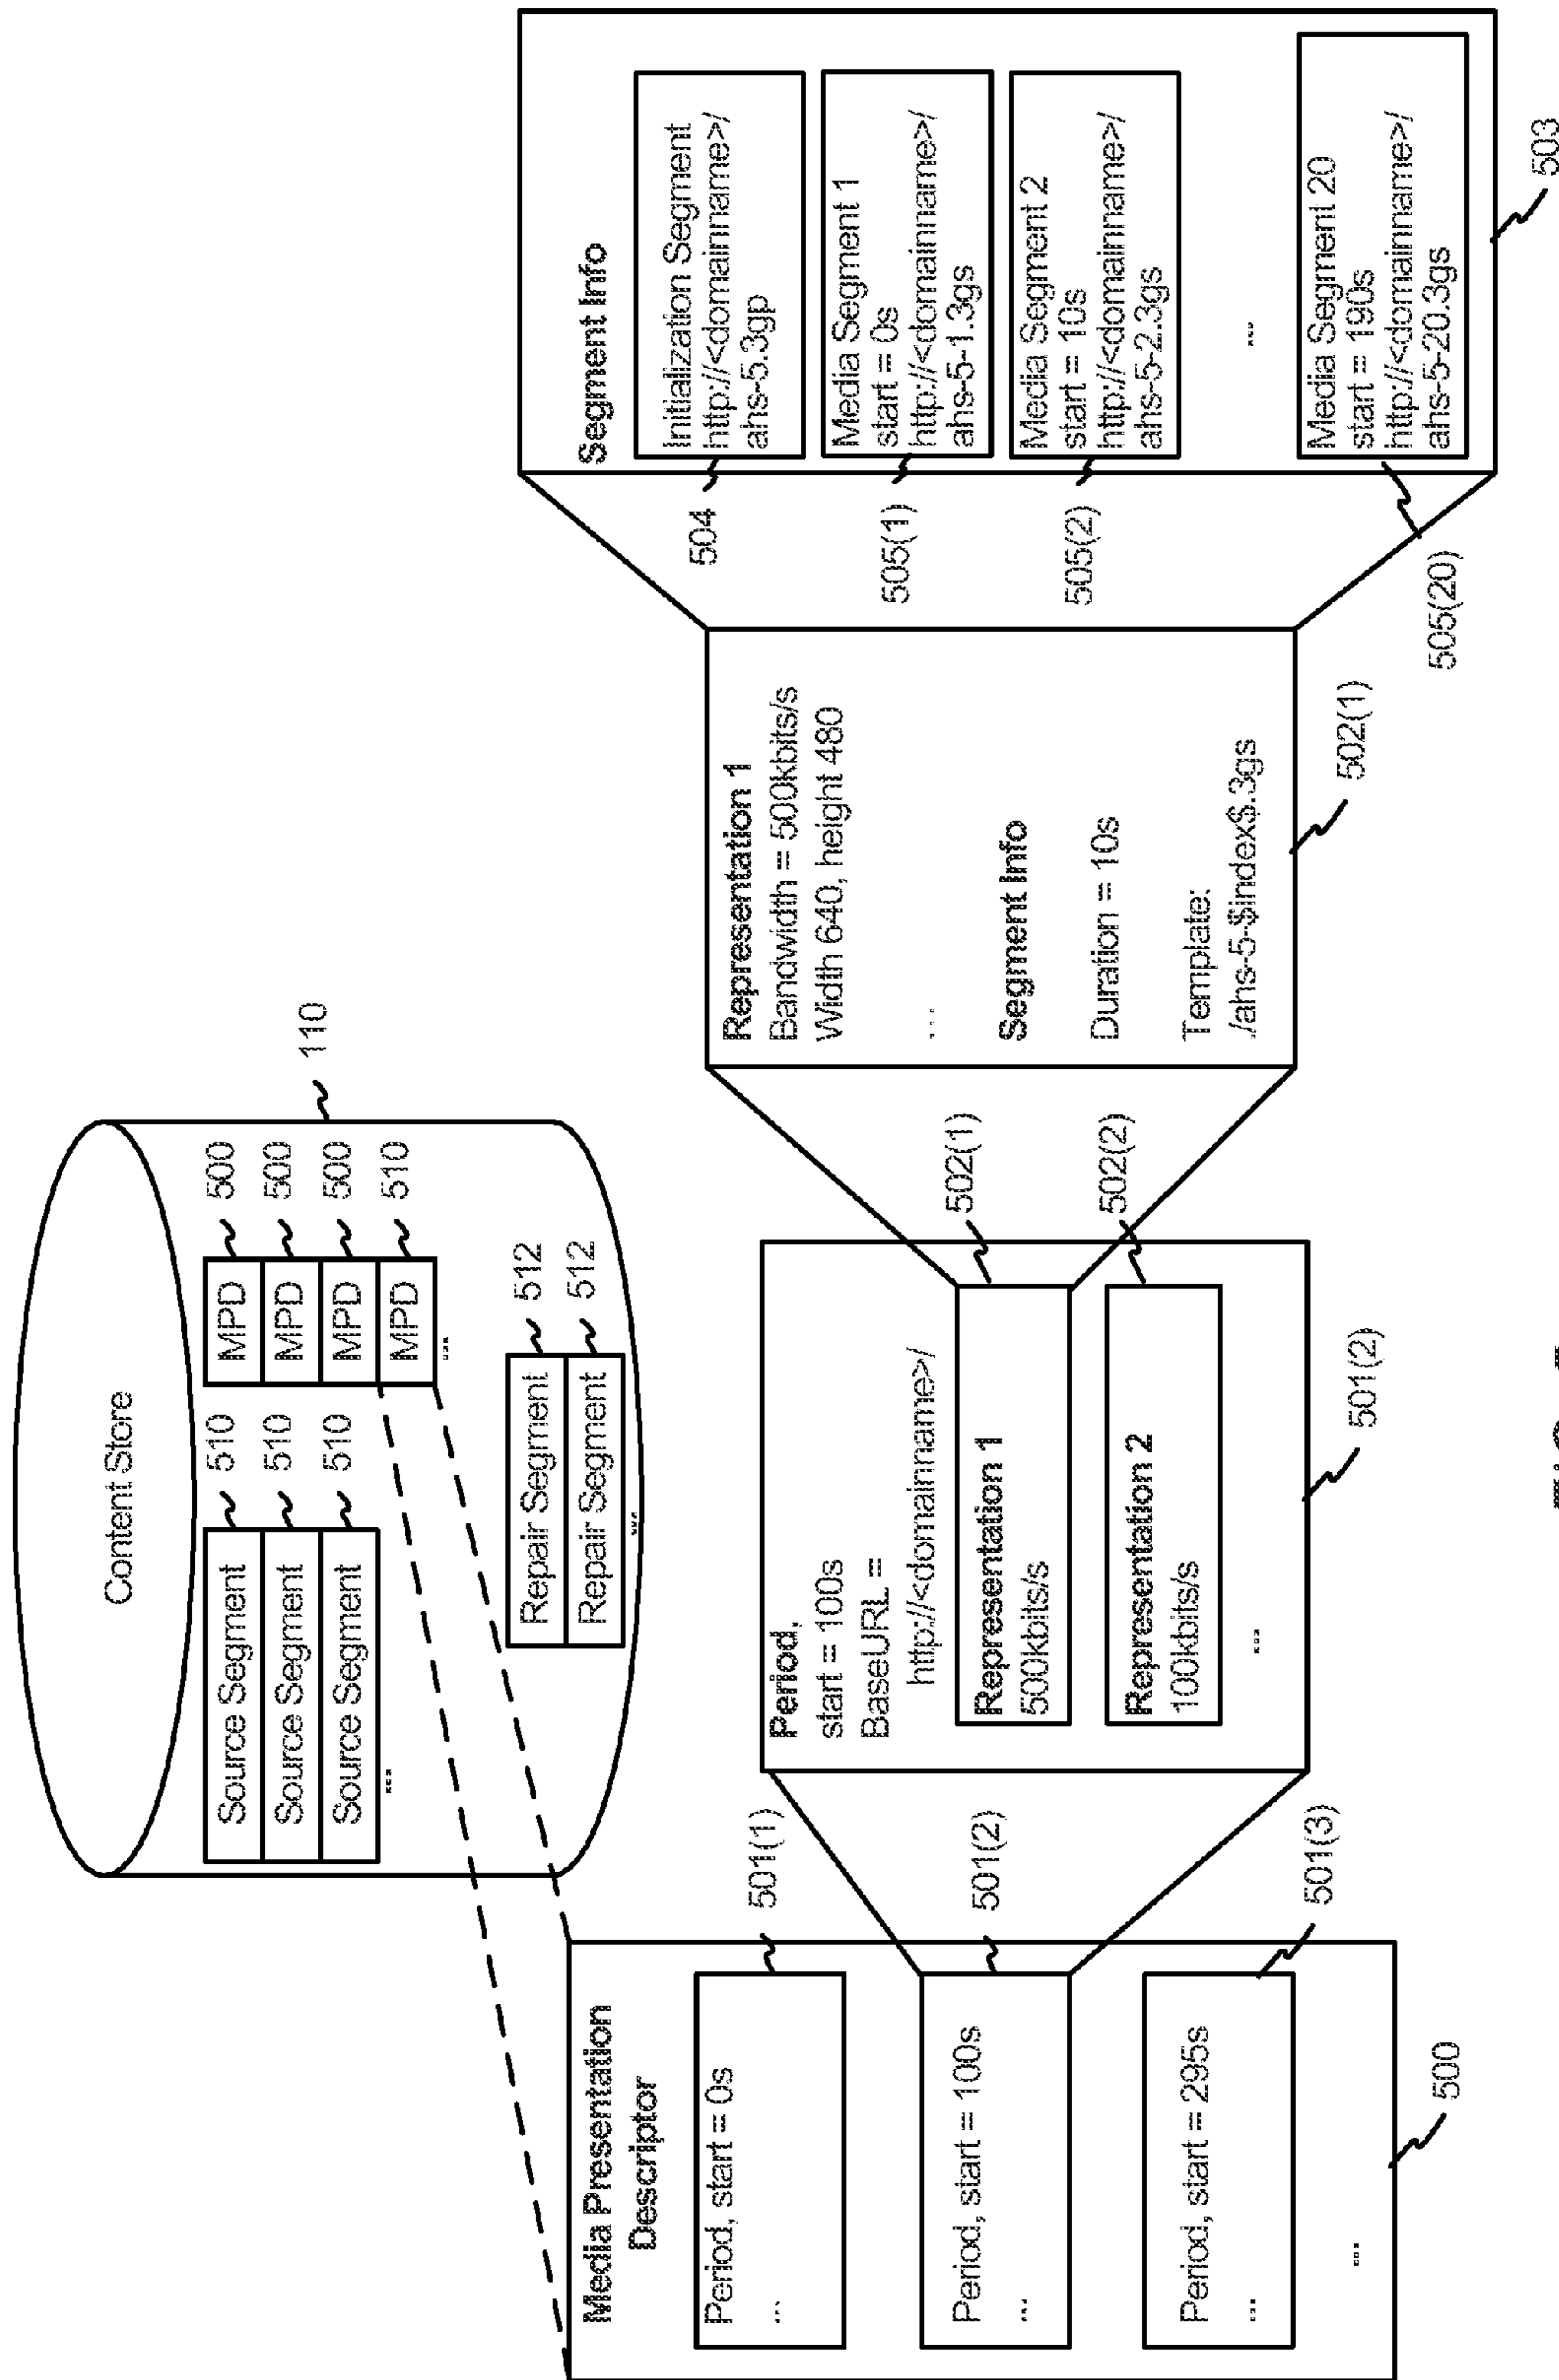 Content Store
110
Source Segment
510
Source Segment
510
Source Segment
510
...
MPD
500
MPD
500
MPD
500
MPD
510
...
Repair Segment
512
Repair Segment
512
...
Media Presentation
Descriptor
Period, start = 0s
...
501(1)
Period, start = 100s
...
501(2)
Period, start = 295s
...
501(3)
...
500
Period,
start = 100s
BaseURL =
http://<domainname>/
Representation 1
500kbits/s
502(1)
Representation 2
100kbits/s
502(2)
...
501(2)
Representation 1
Bandwidth = 500kbits/s
Width 640, height 480
...
Segment Info
Duration = 10s
Template:
./ahs-5-$index$.3gs
502(1)
Segment Info
Initialization Segment
http://<domainname>/
ahs-5.3gp
504
Media Segment 1
start = 0s
http://<domainname>/
ahs-5-1.3gs
505(1)
Media Segment 2
start = 10s
http://<domainname>/
ahs-5-2.3gs
505(2)
...
Media Segment 20
start = 190s
http://<domainname>/
ahs-5-20.3gs
505(20)
503